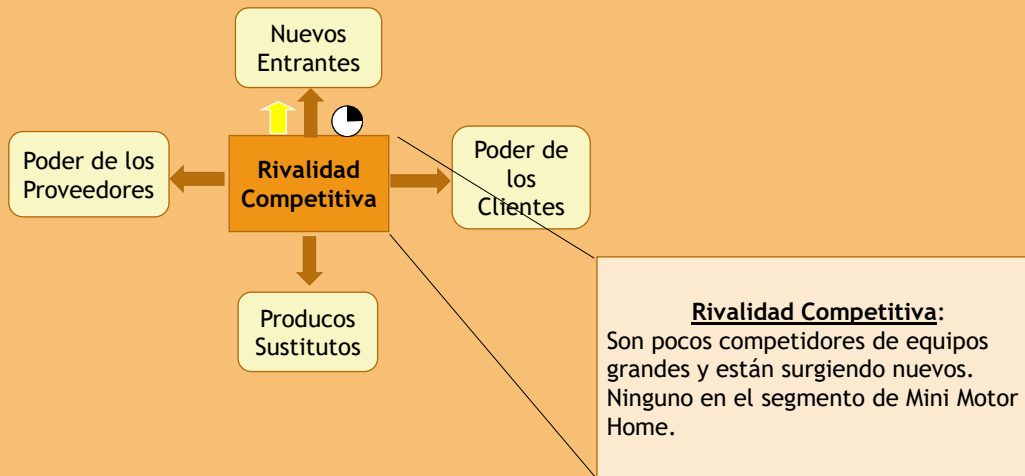 Nuevos
Entrantes
Poder de los
Proveedores
Rivalidad
Competitiva
Poder de
los
Clientes
Producos
Sustitutos
Rivalidad Competitiva:
Son pocos competidores de equipos
grandes y están surgiendo nuevos.
Ninguno en el segmento de Mini Motor
Home.